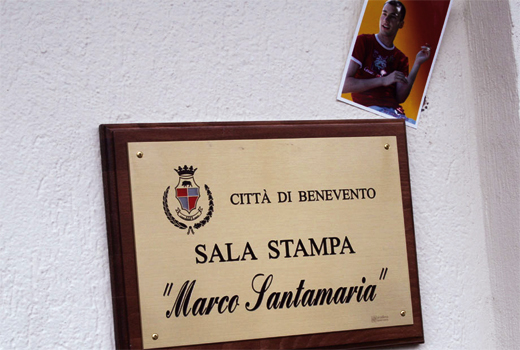 CITTÀ DI BENEVENTO
SALA STAMPA
"Marco Santamaria"